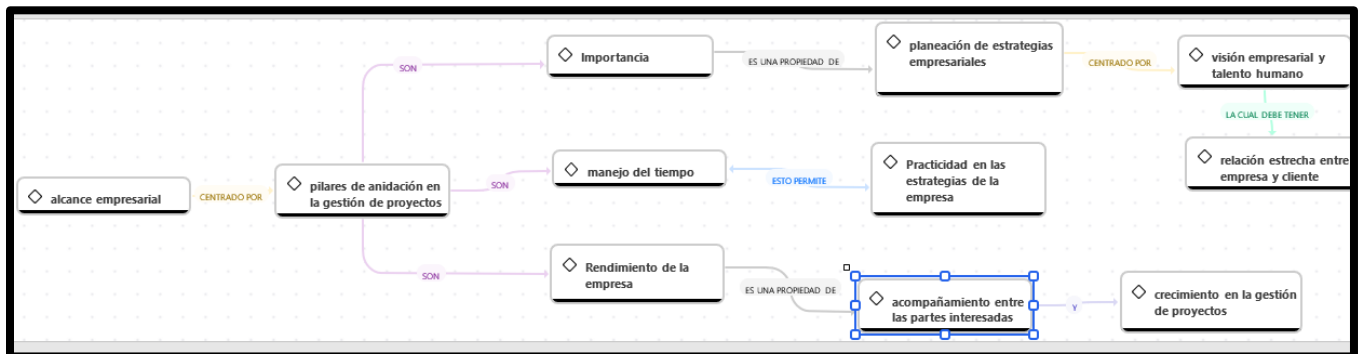 alcance empresarial
CENTRADO POR
pilares de anidación en
la gestión de proyectos
SON
Importancia
ES UNA PROPIEDAD DE
planeación de estrategias
empresariales
CENTRADO POR
visión empresarial y
talento humano
LA CUAL DEBE TENER
relación estrecha entre
empresa y cliente
SON
manejo del tiempo
ESTO PERMITE
Practicidad en las
estrategias de la
empresa
SON
Rendimiento de la
empresa
ES UNA PROPIEDAD DE
acompañamiento entre
las partes interesadas
Y
crecimiento en la gestión
de proyectos